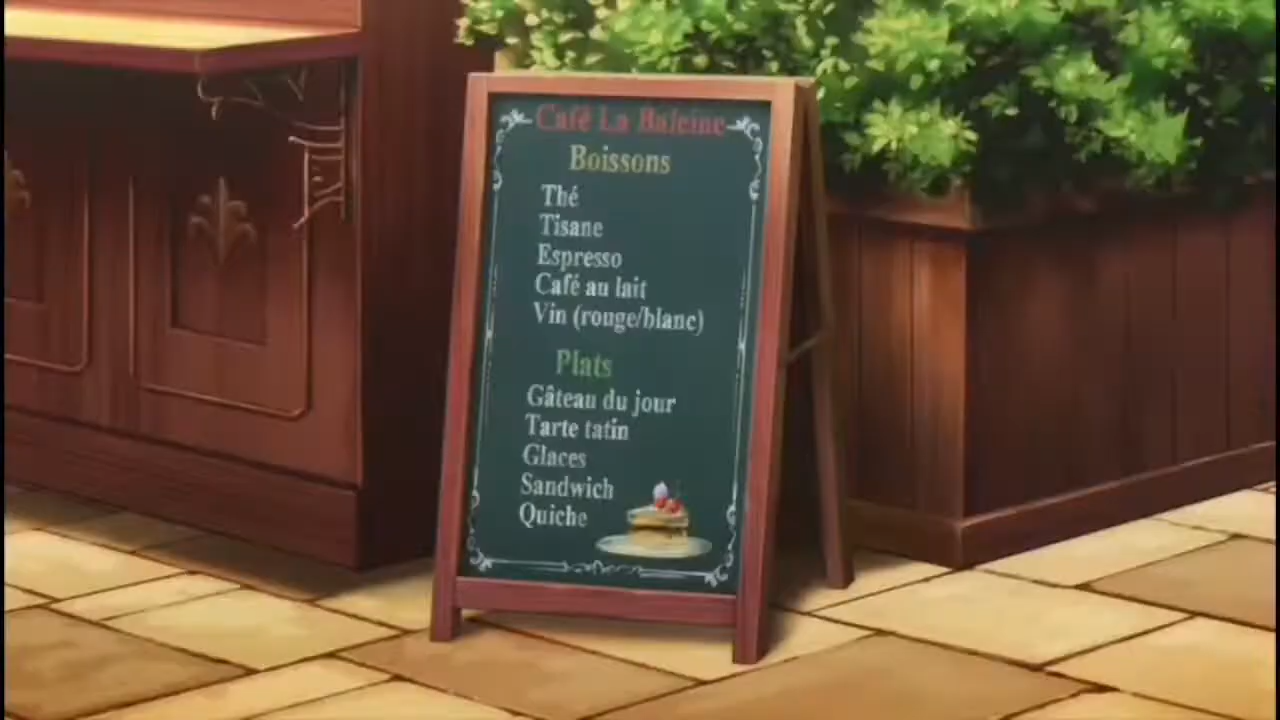 Café La Baleine
Boissons
Thé
Tisane
Espresso
Café au lait
Vin (rouge/blanc)
Plats
Gâteau du jour
Tarte tatin
Glaces
Sandwich
Quiche